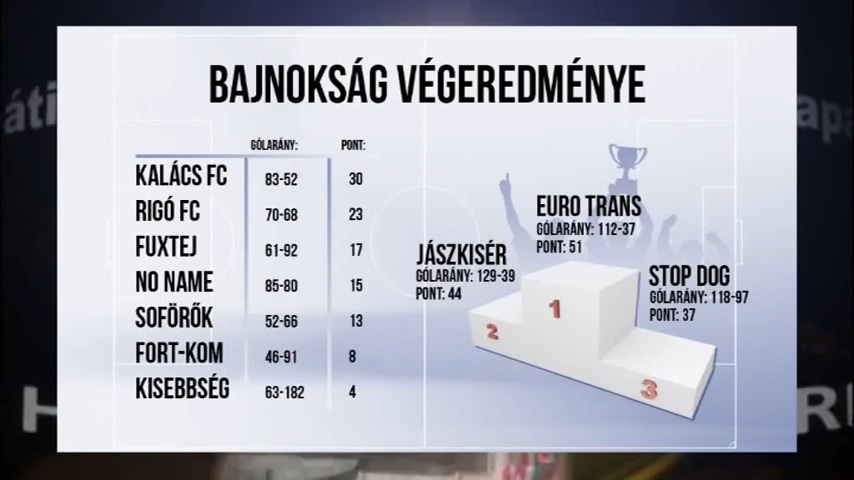 BAJNOKSÁG VÉGEREDMÉNYE
GÓLARÁNY: PONT:
KALÁCS FC 83-52 30
RIGÓ FC 70-68 23
FUXTEJ 61-92 17
NO NAME 85-80 15
SOFÖRŐK 52-66 13
FORT-KOM 46-91 8
KISEBBSÉG 63-182 4
EURO TRANS
GÓLARÁNY: 112-37
PONT: 51
JÁSZKISÉR
GÓLARÁNY: 129-39
PONT: 44
STOP DOG
GÓLARÁNY: 118-97
PONT: 37
1
2
3